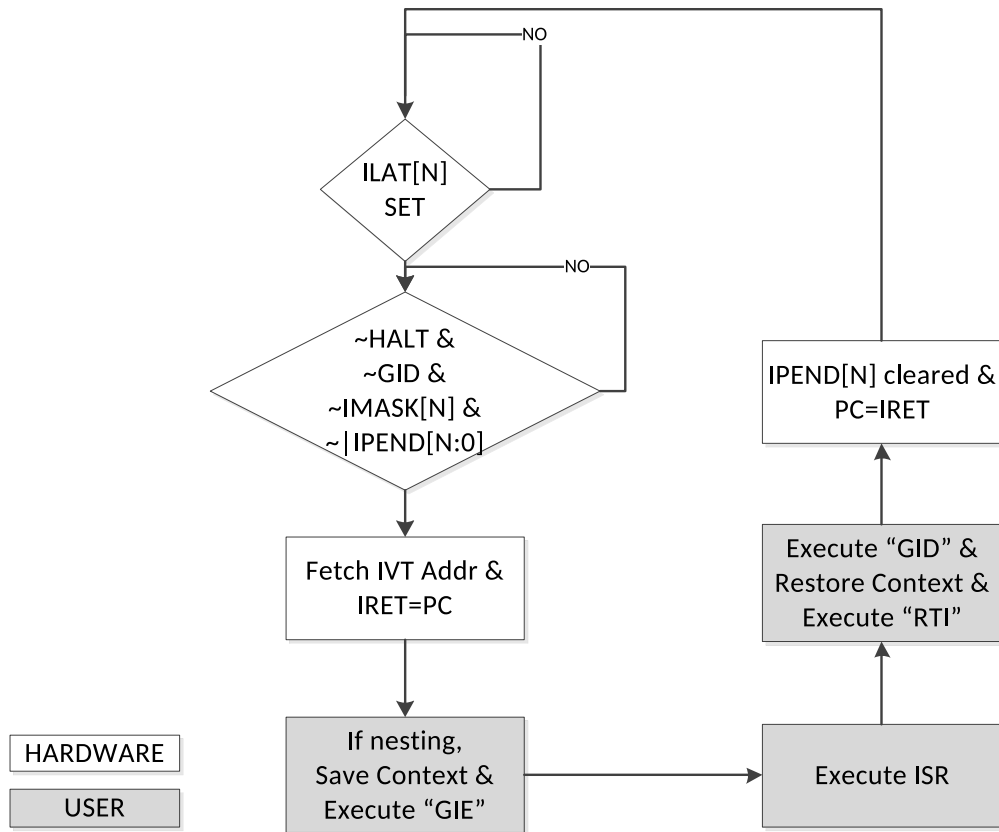 NO
ILAT[N]
SET
NO
~HALT &
~GID &
~IMASK[N] &
~|IPEND[N:0]
Fetch IVT Addr &
IRET=PC
If nesting,
Save Context &
Execute “GIE”
Execute ISR
Execute “GID” &
Restore Context &
Execute “RTI”
IPEND[N] cleared &
PC=IRET
HARDWARE
USER